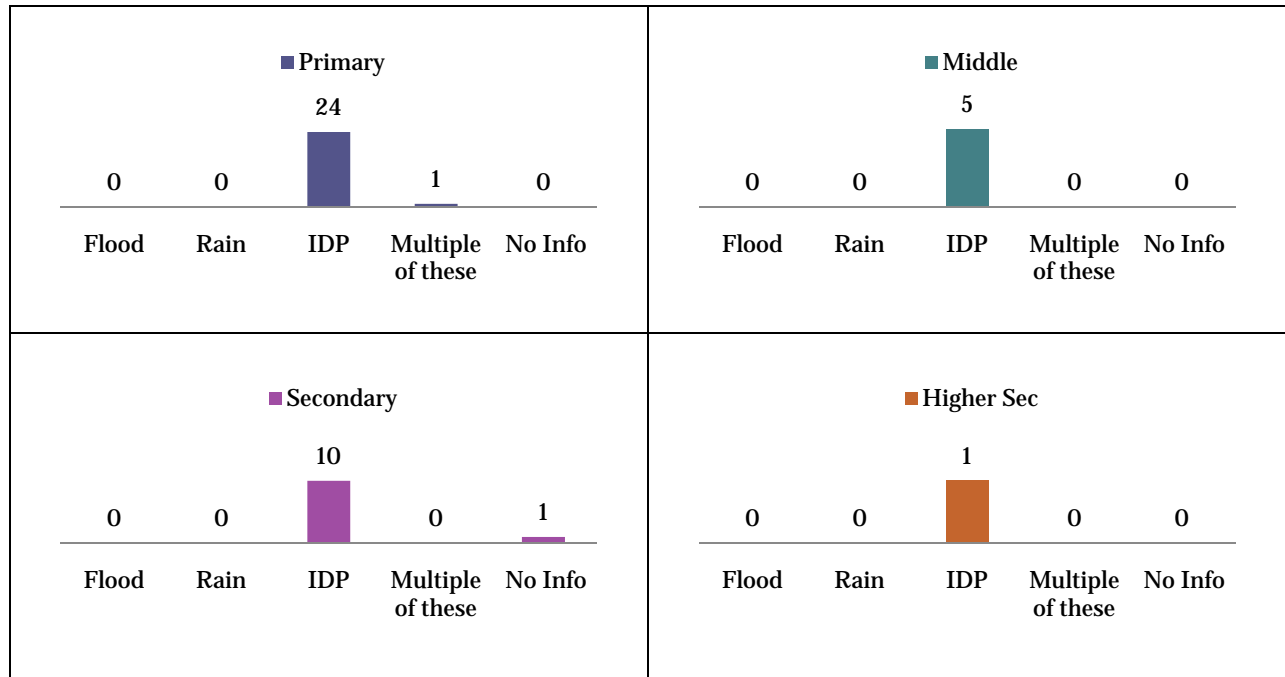 Primary
24
0 0 1 0
Flood Rain IDP Multiple of these No Info
Middle
5
0 0 0 0
Flood Rain IDP Multiple of these No Info
Secondary
10
0 0 0 1
Flood Rain IDP Multiple of these No Info
Higher Sec
1
0 0 0 0
Flood Rain IDP Multiple of these No Info